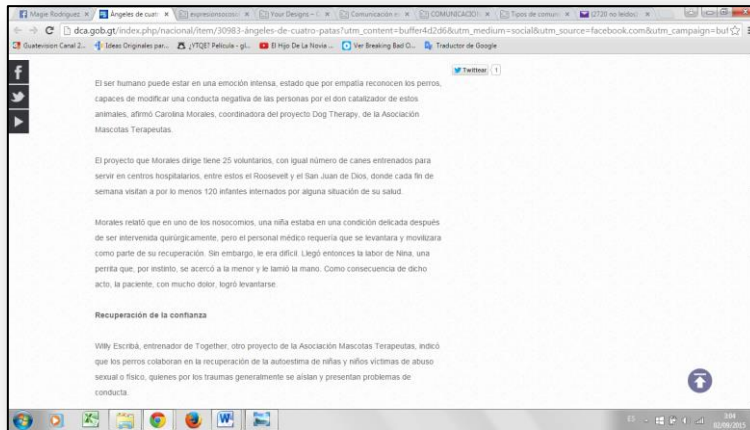 Magie Rodriguez
Ángeles de cuatr
expresionsocov
Your Designs – C
Comunicación e
COMUNICACIÓ
Tipos de comuni
(2720 no leídos)
dca.gob.gt/index.php/nacional/item/30983-ángeles-de-cuatro-patas?utm_content=buffer4d2d6&utm_medium=social&utm_source=facebook.com&utm_campaign=buf
Guatevision Canal 2...
Ideas Originales par...
¿YTQE? Pelicula - gl...
El Hijo De La Novia ...
Ver Breaking Bad O...
Traductor de Google
Twittear 1
El ser humano puede estar en una emoción intensa, estado que por empatía reconocen los perros,
capaces de modificar una conducta negativa de las personas por el don catalizador de estos
animales, afirmó Carolina Morales, coordinadora del proyecto Dog Therapy, de la Asociación
Mascotas Terapeutas.
El proyecto que Morales dirige tiene 25 voluntarios, con igual número de canes entrenados para
servir en centros hospitalarios, entre estos el Roosevelt y el San Juan de Dios, donde cada fin de
semana visitan a por lo menos 120 infantes internados por alguna situación de su salud.
Morales relató que en uno de los nosocomios, una niña estaba en una condición delicada después
de ser intervenida quirúrgicamente, pero el personal médico requería que se levantara y movilizara
como parte de su recuperación. Sin embargo, le era difícil. Llegó entonces la labor de Nina, una
perrita que, por instinto, se acercó a la menor y le lamió la mano. Como consecuencia de dicho
acto, la paciente, con mucho dolor, logró levantarse.
Recuperación de la confianza
Willy Escribá, entrenador de Together, otro proyecto de la Asociación Mascotas Terapeutas, indicó
que los perros colaboran en la recuperación de la autoestima de niñas y niños víctimas de abuso
sexual o físico, quienes por los traumas generalmente se aíslan y presentan problemas de
conducta.
ES
3:04
02/09/2015